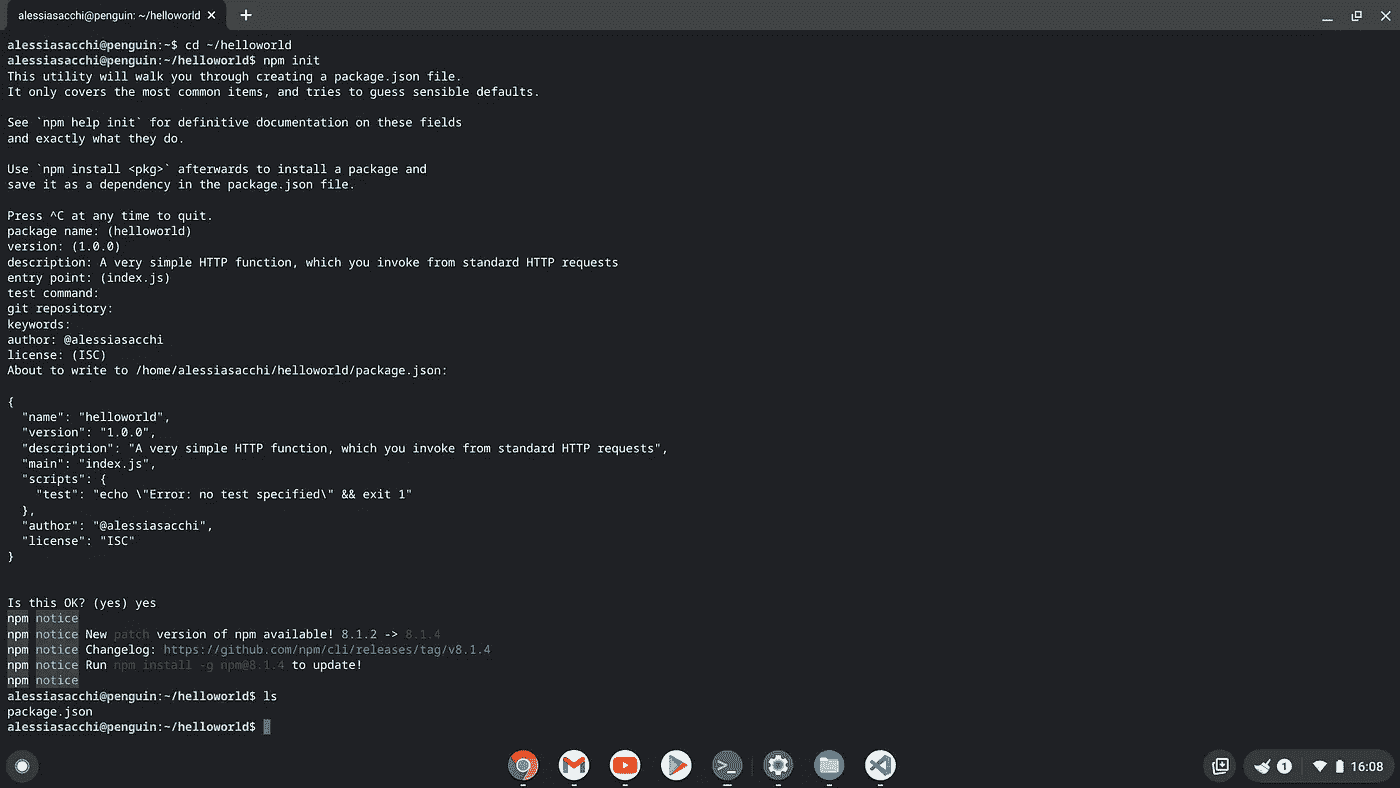 alessiasacchi@penguin: ~/helloworld
alessiasacchi@penguin:~$ cd ~/helloworld
alessiasacchi@penguin:~/helloworld$ npm init
This utility will walk you through creating a package.json file.
It only covers the most common items, and tries to guess sensible defaults.
See `npm help init` for definitive documentation on these fields
and exactly what they do.
Use `npm install <pkg>` afterwards to install a package and
save it as a dependency in the package.json file.
Press ^C at any time to quit.
package name: (helloworld)
version: (1.0.0)
description: A very simple HTTP function, which you invoke from standard HTTP requests
entry point: (index.js)
test command:
git repository:
keywords:
author: @alessiasacchi
license: (ISC)
About to write to /home/alessiasacchi/helloworld/package.json:
{
  "name": "helloworld",
  "version": "1.0.0",
  "description": "A very simple HTTP function, which you invoke from standard HTTP requests",
  "main": "index.js",
  "scripts": {
    "test": "echo \"Error: no test specified\" && exit 1"
  },
  "author": "@alessiasacchi",
  "license": "ISC"
}
Is this OK? (yes) yes
npm notice
npm notice New patch version of npm available! 8.1.2 -> 8.1.4
npm notice Changelog: https://github.com/npm/cli/releases/tag/v8.1.4
npm notice Run npm install -g npm@8.1.4 to update!
npm notice
alessiasacchi@penguin:~/helloworld$ ls
package.json
alessiasacchi@penguin:~/helloworld$
1 16:08